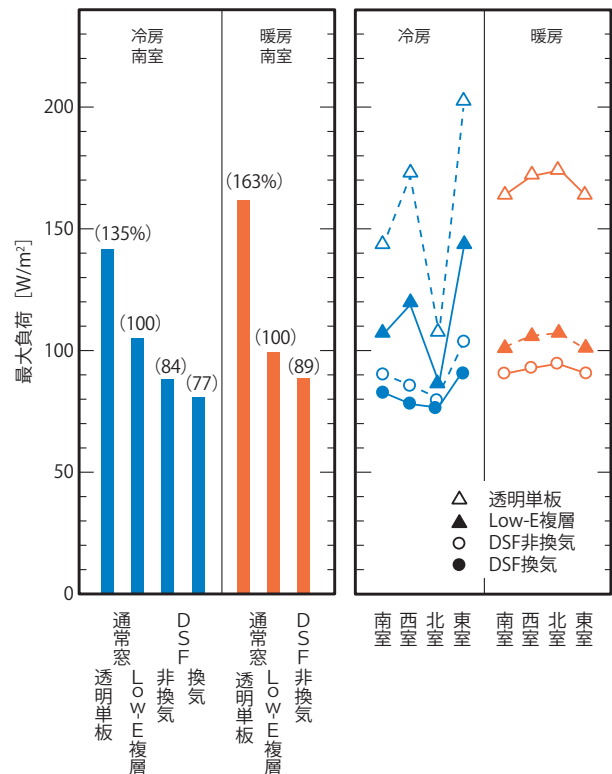 冷房
南室
暖房
南室
冷房
暖房
最大負荷 [W/m²]
200
150
100
50
0
(135%)
(100)
(84)
(77)
(163%)
(100)
(89)
透明単板
Low-E複層
DSF非換気
DSF換気
通常窓
透明単板
Low-E複層
DSF
非換気
換気
通常窓
透明単板
Low-E複層
DSF非換気
南室
西室
北室
東室
南室
西室
北室
東室